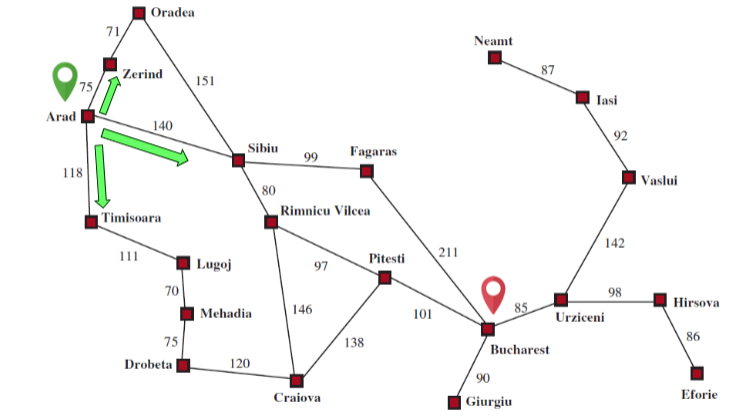 Oradea
71
Neamt
Zerind
87
75
151
Iasi
Arad
140
92
Sibiu
Fagaras
99
118
80
Vaslui
Rimnicu Vilcea
Timisoara
142
111
211
Pitesti
Lugoj
97
70
98
85
Hirsova
146
101
Mehadia
Urziceni
138
86
75
Bucharest
Drobeta
120
90
Eforie
Craiova
Giurgiu